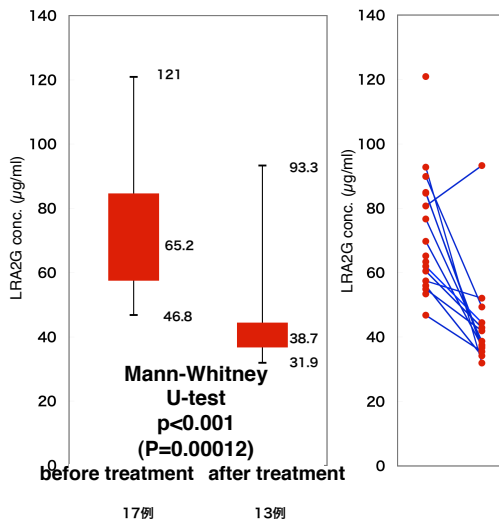 140
120
100
80
60
40
20
0
LRA2G conc. (µg/ml)
121
65.2
46.8
93.3
38.7
31.9
Mann-Whitney
U-test
p<0.001
(P=0.00012)
before treatment after treatment
17例 13例
140
120
100
80
60
40
20
0
LRA2G conc. (µg/ml)